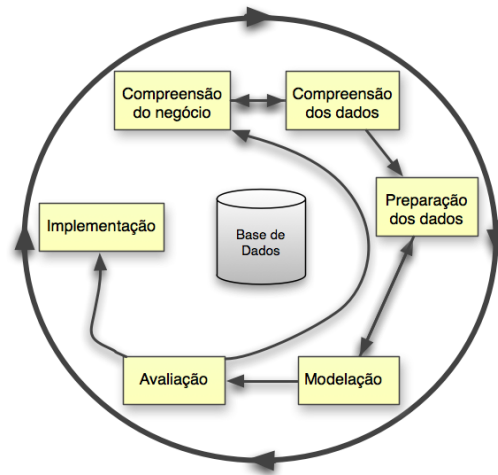 Compreensão
do negócio
Compreensão
dos dados
Preparação
dos dados
Implementação
Base de
Dados
Avaliação
Modelação